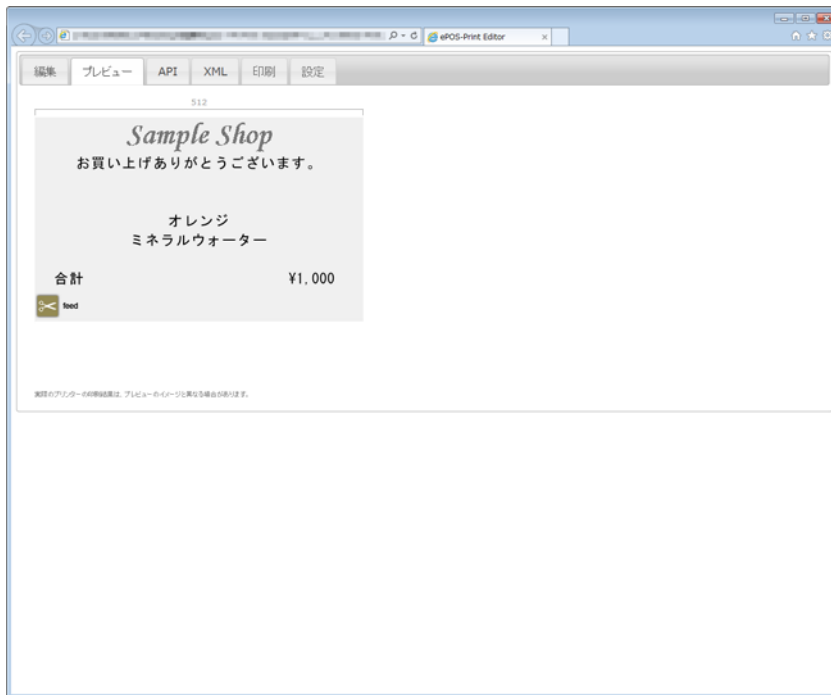 ePOS-Print Editor
編集 プレビュー API XML 印刷 設定
512
Sample Shop
お買い上げありがとうございます。
オレンジ
ミネラルウォーター
合計 ¥1,000
feed
実際のプリンターの印刷結果は、プレビューのイメージと異なる場合があります。